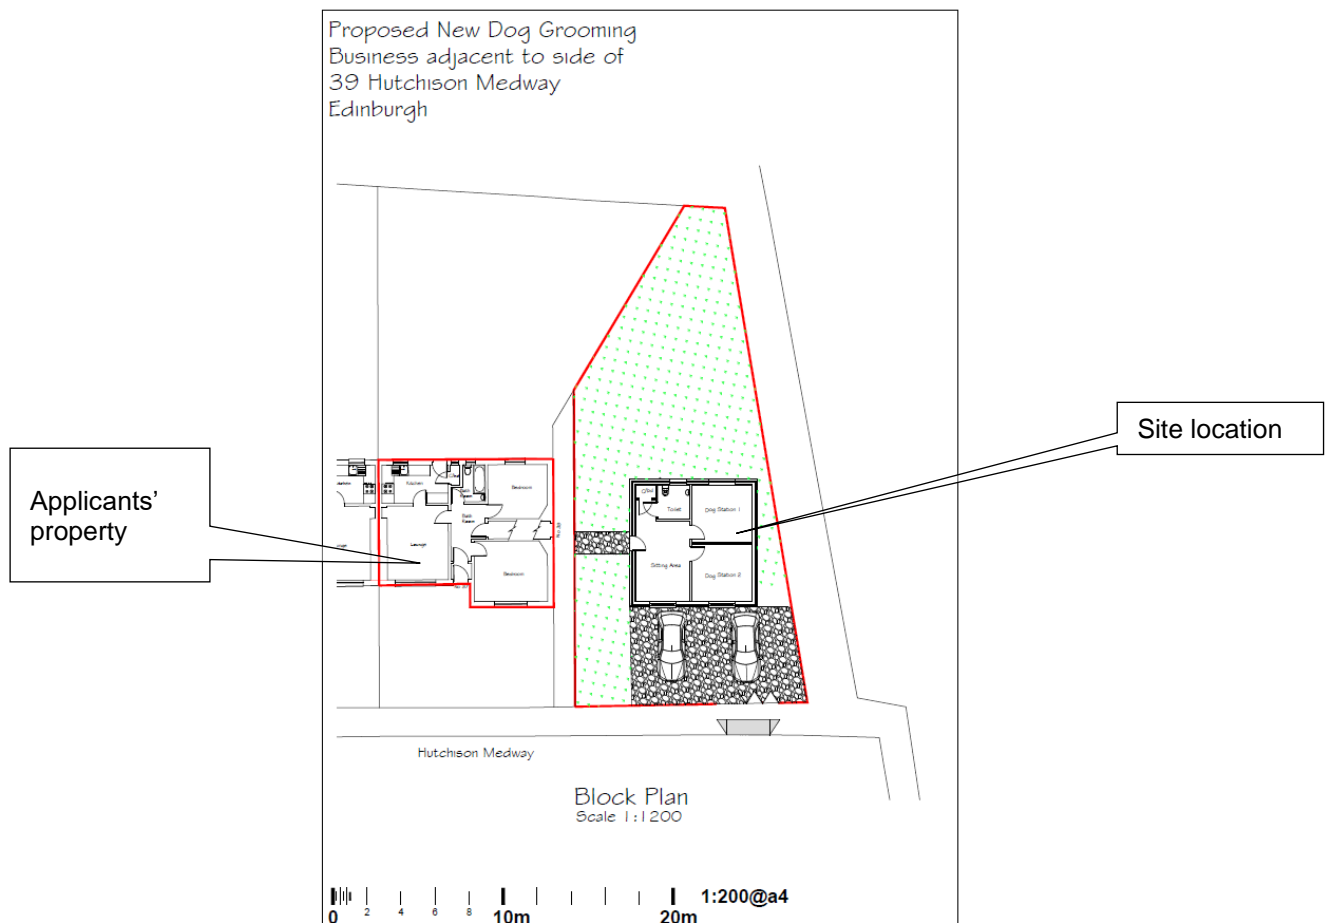 Proposed New Dog Grooming
Business adjacent to side of
39 Hutchison Medway
Edinburgh
Applicants'
property
Site location
Kitchen
Bedroom
Lounge
Bedroom
Toilet
Dog Station 1
Sitting Area
Dog Station 2
Hutchison Medway
Block Plan
Scale 1:1200
1:200@a4
0 2 4 6 8 10m 20m